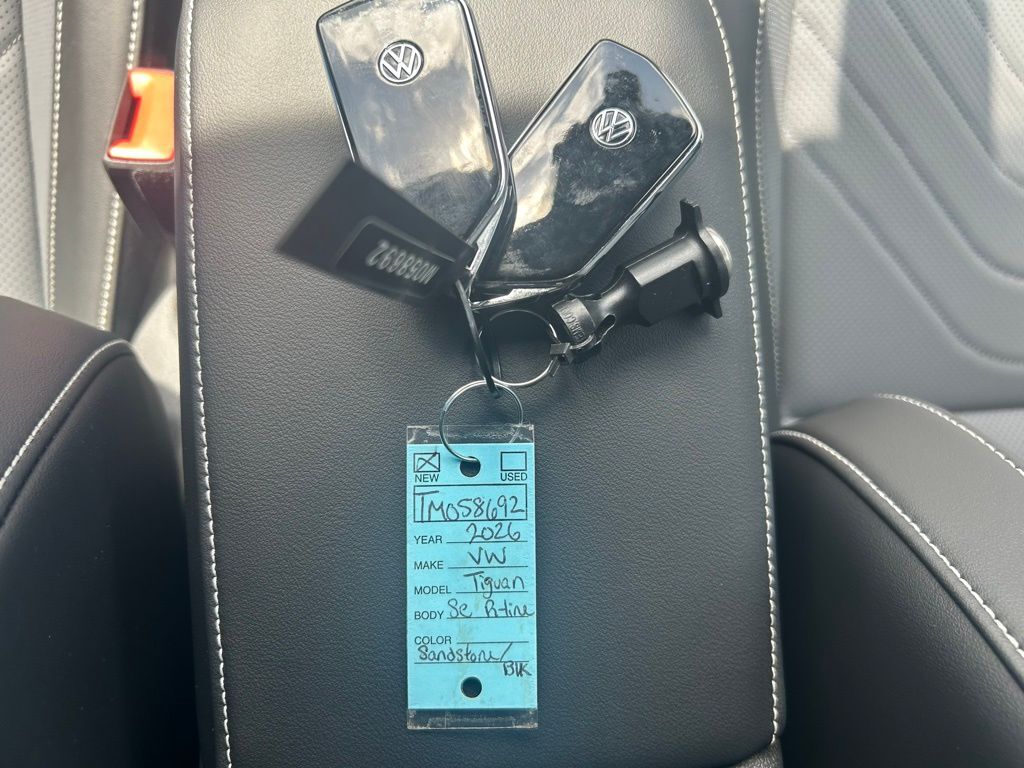 M058692
NEW USED
TM058692
YEAR 2026
MAKE VW
MODEL Tiguan
BODY Se R-line
COLOR
Sandstone/
Blk